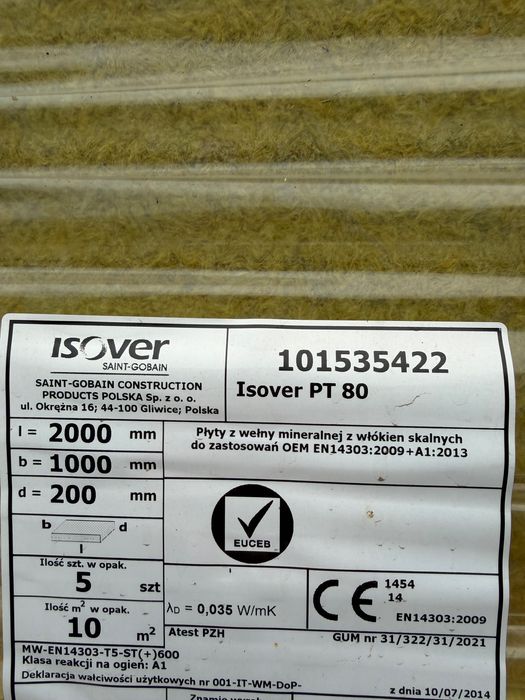 ISOVER
SAINT-GOBAIN
SAINT-GOBAIN CONSTRUCTION
PRODUCTS POLSKA Sp. z o. o.
ul. Okrężna 16; 44-100 Gliwice; Polska
101535422
Isover PT 80
l = 2000 mm
b = 1000 mm
d = 200 mm
Płyty z wełny mineralnej z włókien skalnych
do zastosowań OEM EN14303:2009+A1:2013
b d
l
EUCEB
Ilość szt. w opak.
5 szt
Ilość m² w opak.
10 m²
λD = 0,035 W/mK
CE 1454
14
EN14303:2009
Atest PZH GUM nr 31/322/31/2021
MW-EN14303-T5-ST(+)600
Klasa reakcji na ogień: A1
Deklaracja wałciwości użytkowych nr 001-IT-WM-DoP-
z dnia 10/07/2014